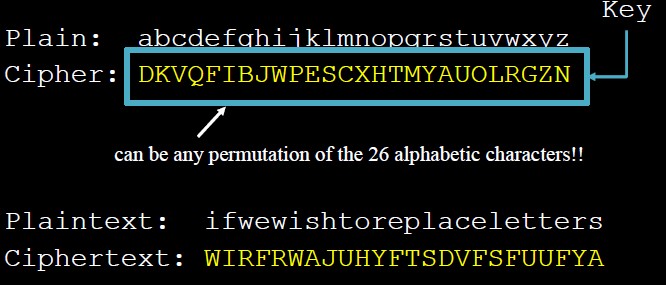 Key
Plain: abcdefghijklmnopqrstuvwxyz
Cipher: DKVQFIBJWPESCXHTMYAUOLRGZN
can be any permutation of the 26 alphabetic characters!!
Plaintext: ifwewishtoreplaceletters
Ciphertext: WIRFRWAJUHYFTSDVFSFUUFYA